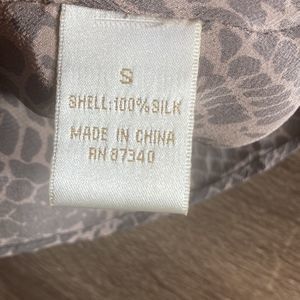 S
SHELL:100% SILK
MADE IN CHINA
RN 87340